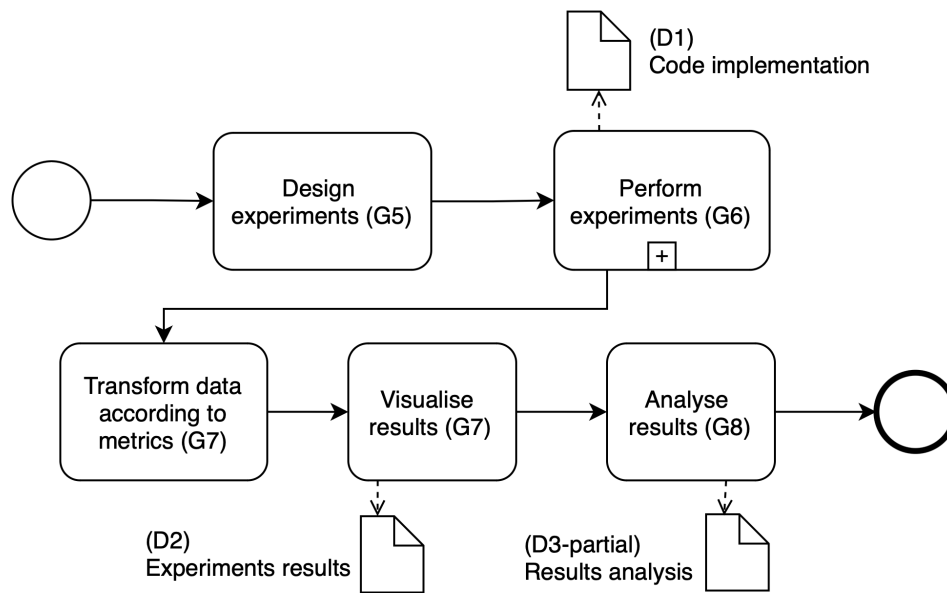 (D1)
Code implementation
Design
experiments (G5)
Perform
experiments (G6)
+
Transform data
according to
metrics (G7)
Visualise
results (G7)
Analyse
results (G8)
(D2)
Experiments results
(D3-partial)
Results analysis